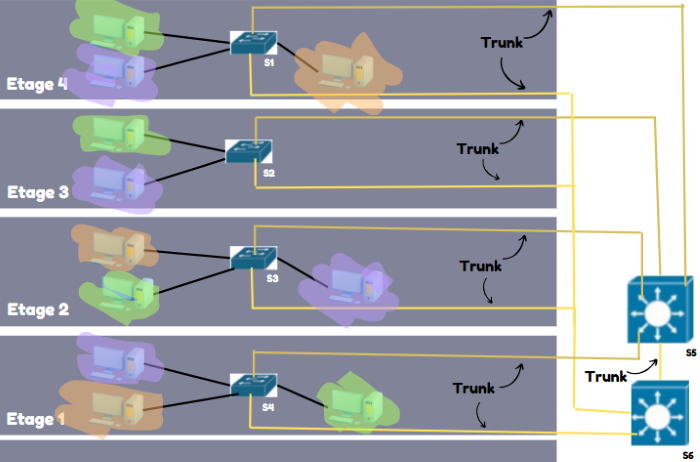 Trunk
S1
Etage 4
Trunk
S2
Etage 3
Trunk
S3
Etage 2
S5
Trunk
Trunk
S4
Etage 1
S6